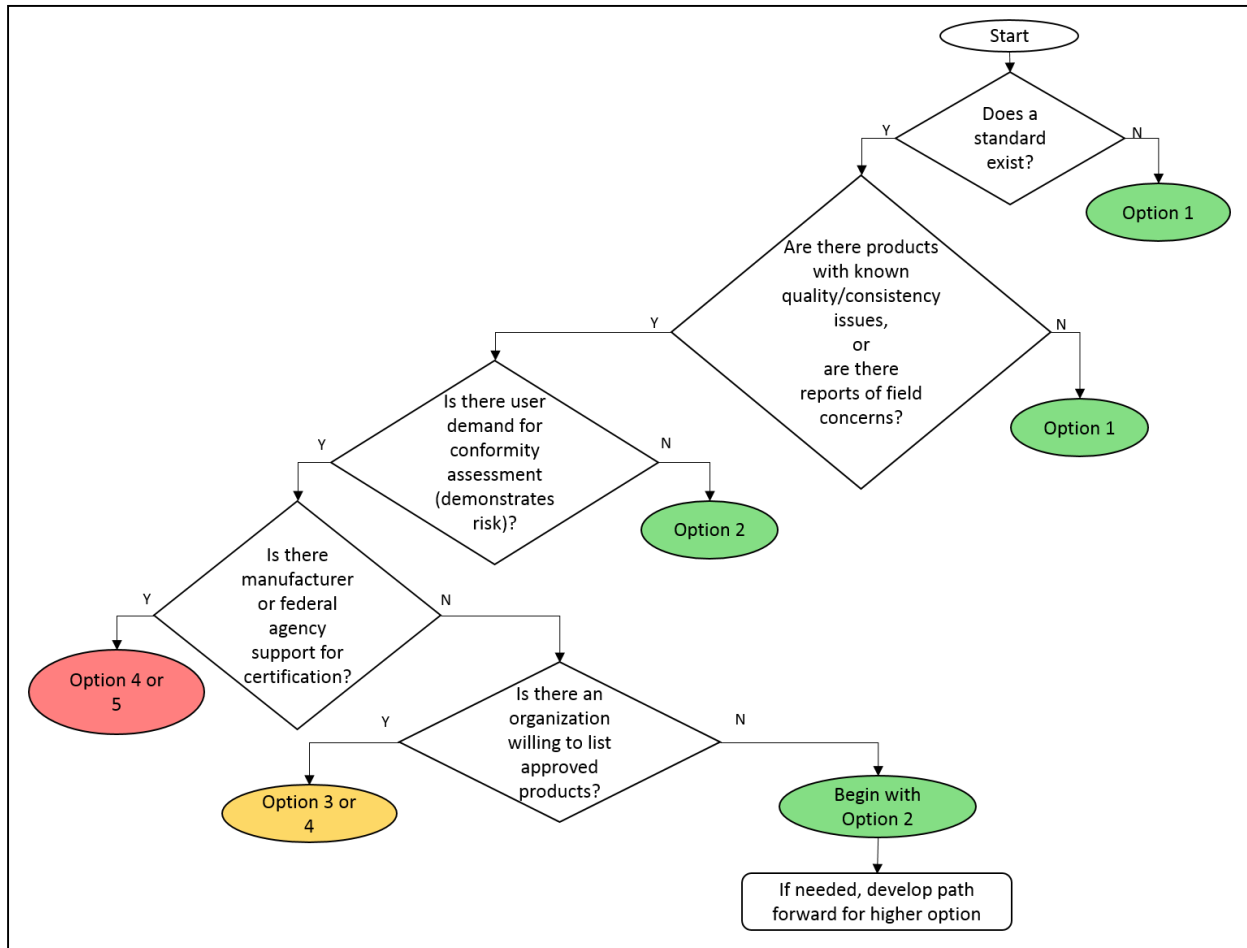 Start
Does a
standard
exist?
Y
N
Option 1
Are there products
with known
quality/consistency
issues,
or
are there
reports of field
concerns?
Y
N
Option 1
Is there user
demand for
conformity
assessment
(demonstrates
risk)?
Y
N
Option 2
Is there
manufacturer
or federal
agency
support for
certification?
Y
N
Option 4 or
5
Is there an
organization
willing to list
approved
products?
Y
N
Option 3 or
4
Begin with
Option 2
If needed, develop path
forward for higher option